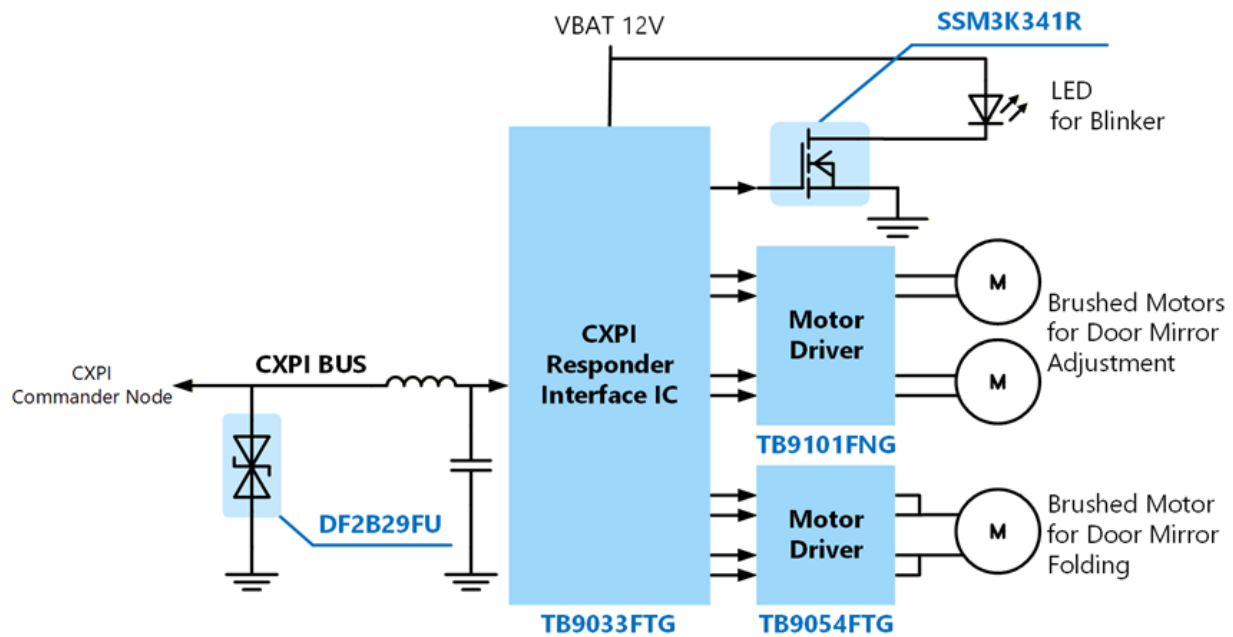 VBAT 12V
SSM3K341R
LED
for Blinker
CXPI
Responder
Interface IC
TB9033FTG
CXPI BUS
CXPI
Commander Node
DF2B29FU
Motor
Driver
TB9101FNG
M
M
Brushed Motors
for Door Mirror
Adjustment
Motor
Driver
TB9054FTG
M
Brushed Motor
for Door Mirror
Folding